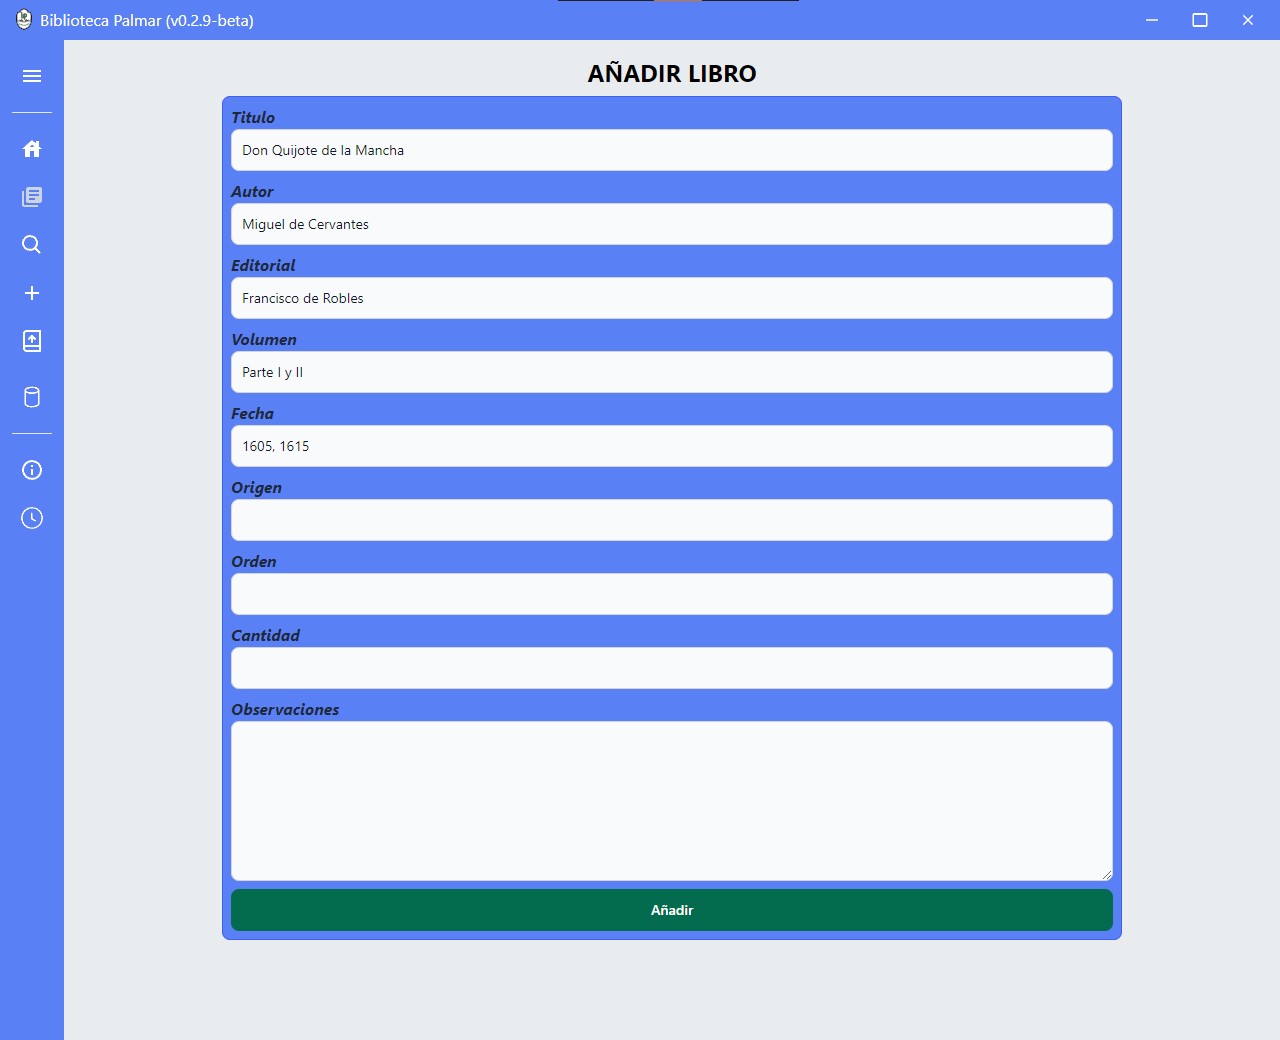 Biblioteca Palmar (v0.2.9-beta)
AÑADIR LIBRO
Titulo
Don Quijote de la Mancha
Autor
Miguel de Cervantes
Editorial
Francisco de Robles
Volumen
Parte I y II
Fecha
1605, 1615
Origen
Orden
Cantidad
Observaciones
Añadir